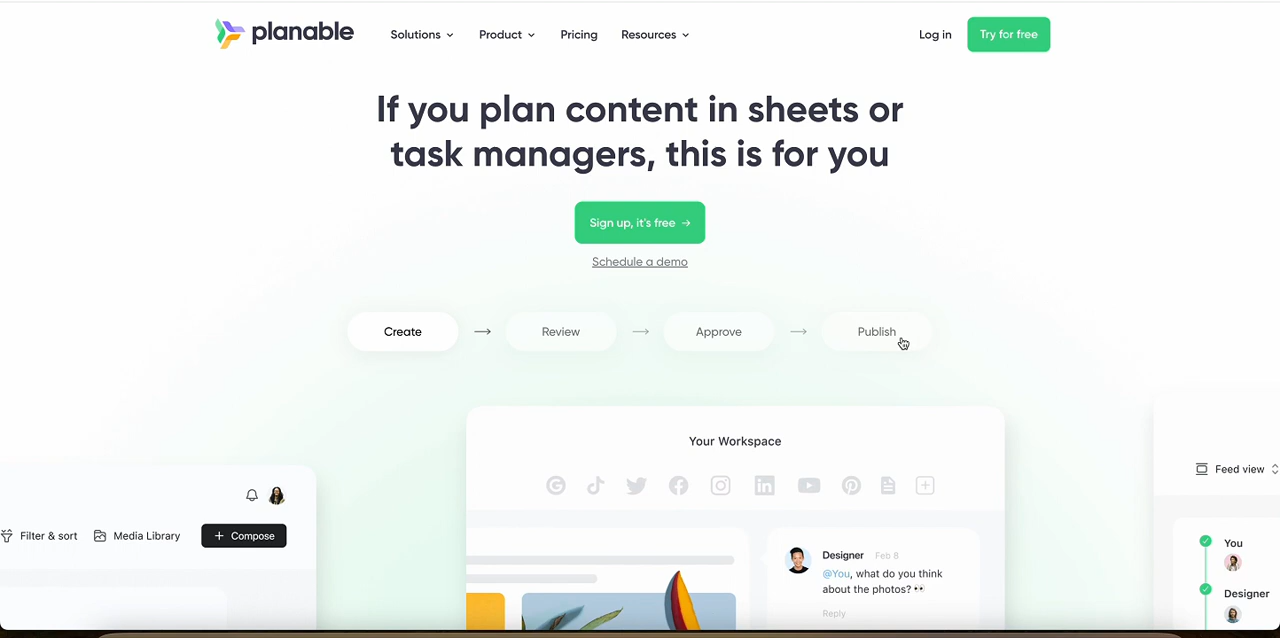 planable
Solutions
Product
Pricing
Resources
Log in
Try for free
If you plan content in sheets or
task managers, this is for you
Sign up, it's free →
Schedule a demo
Create → Review → Approve → Publish
Your Workspace
Feed view
Filter & sort
Media Library
+ Compose
Designer Feb 8
@You, what do you think
about the photos? 👀
Reply
You
Designer